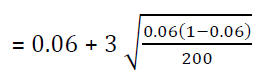 = 0.06 + 3 √(0.06(1−0.06)/200)